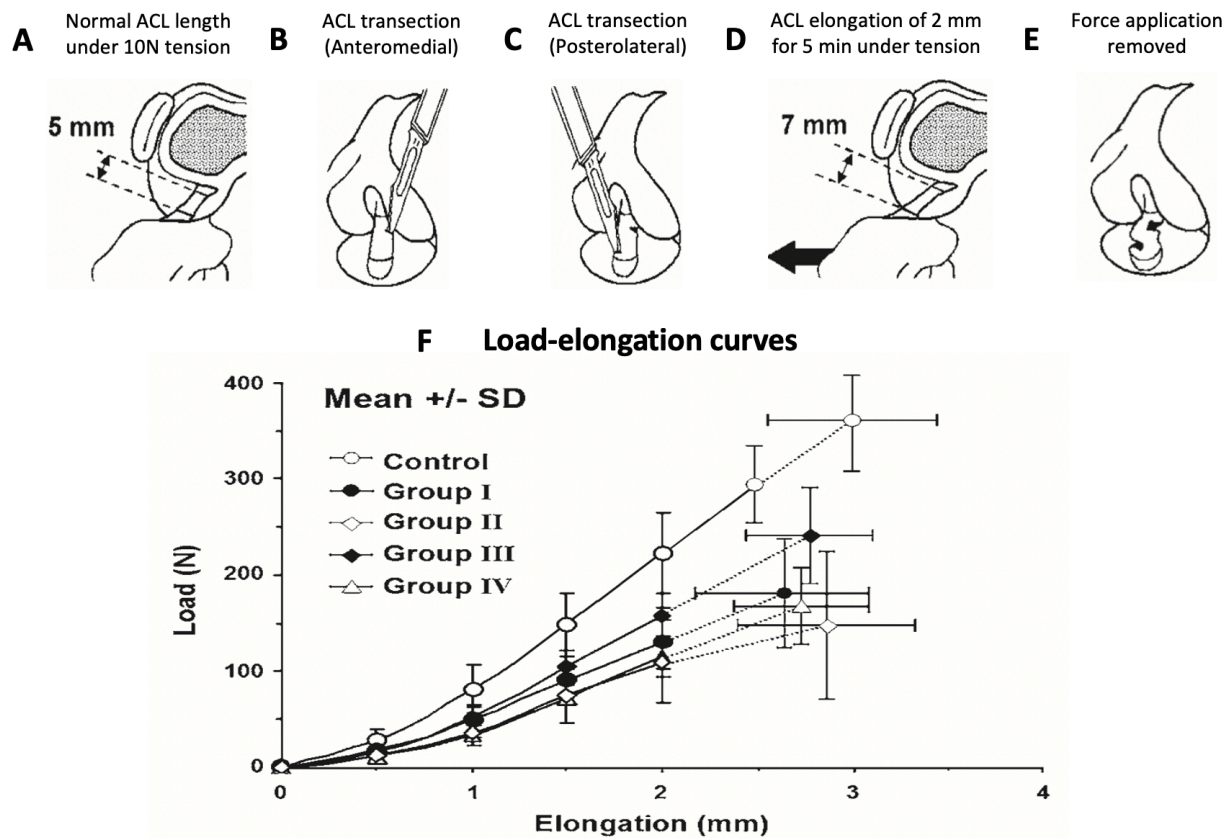 A
Normal ACL length
under 10N tension
B
ACL transection
(Anteromedial)
C
ACL transection
(Posterolateral)
D
ACL elongation of 2 mm
for 5 min under tension
E
Force application
removed
5 mm
7 mm
F Load-elongation curves
Mean +/- SD
Control
Group I
Group II
Group III
Group IV
Load (N)
400
300
200
100
0
0 1 2 3 4
Elongation (mm)